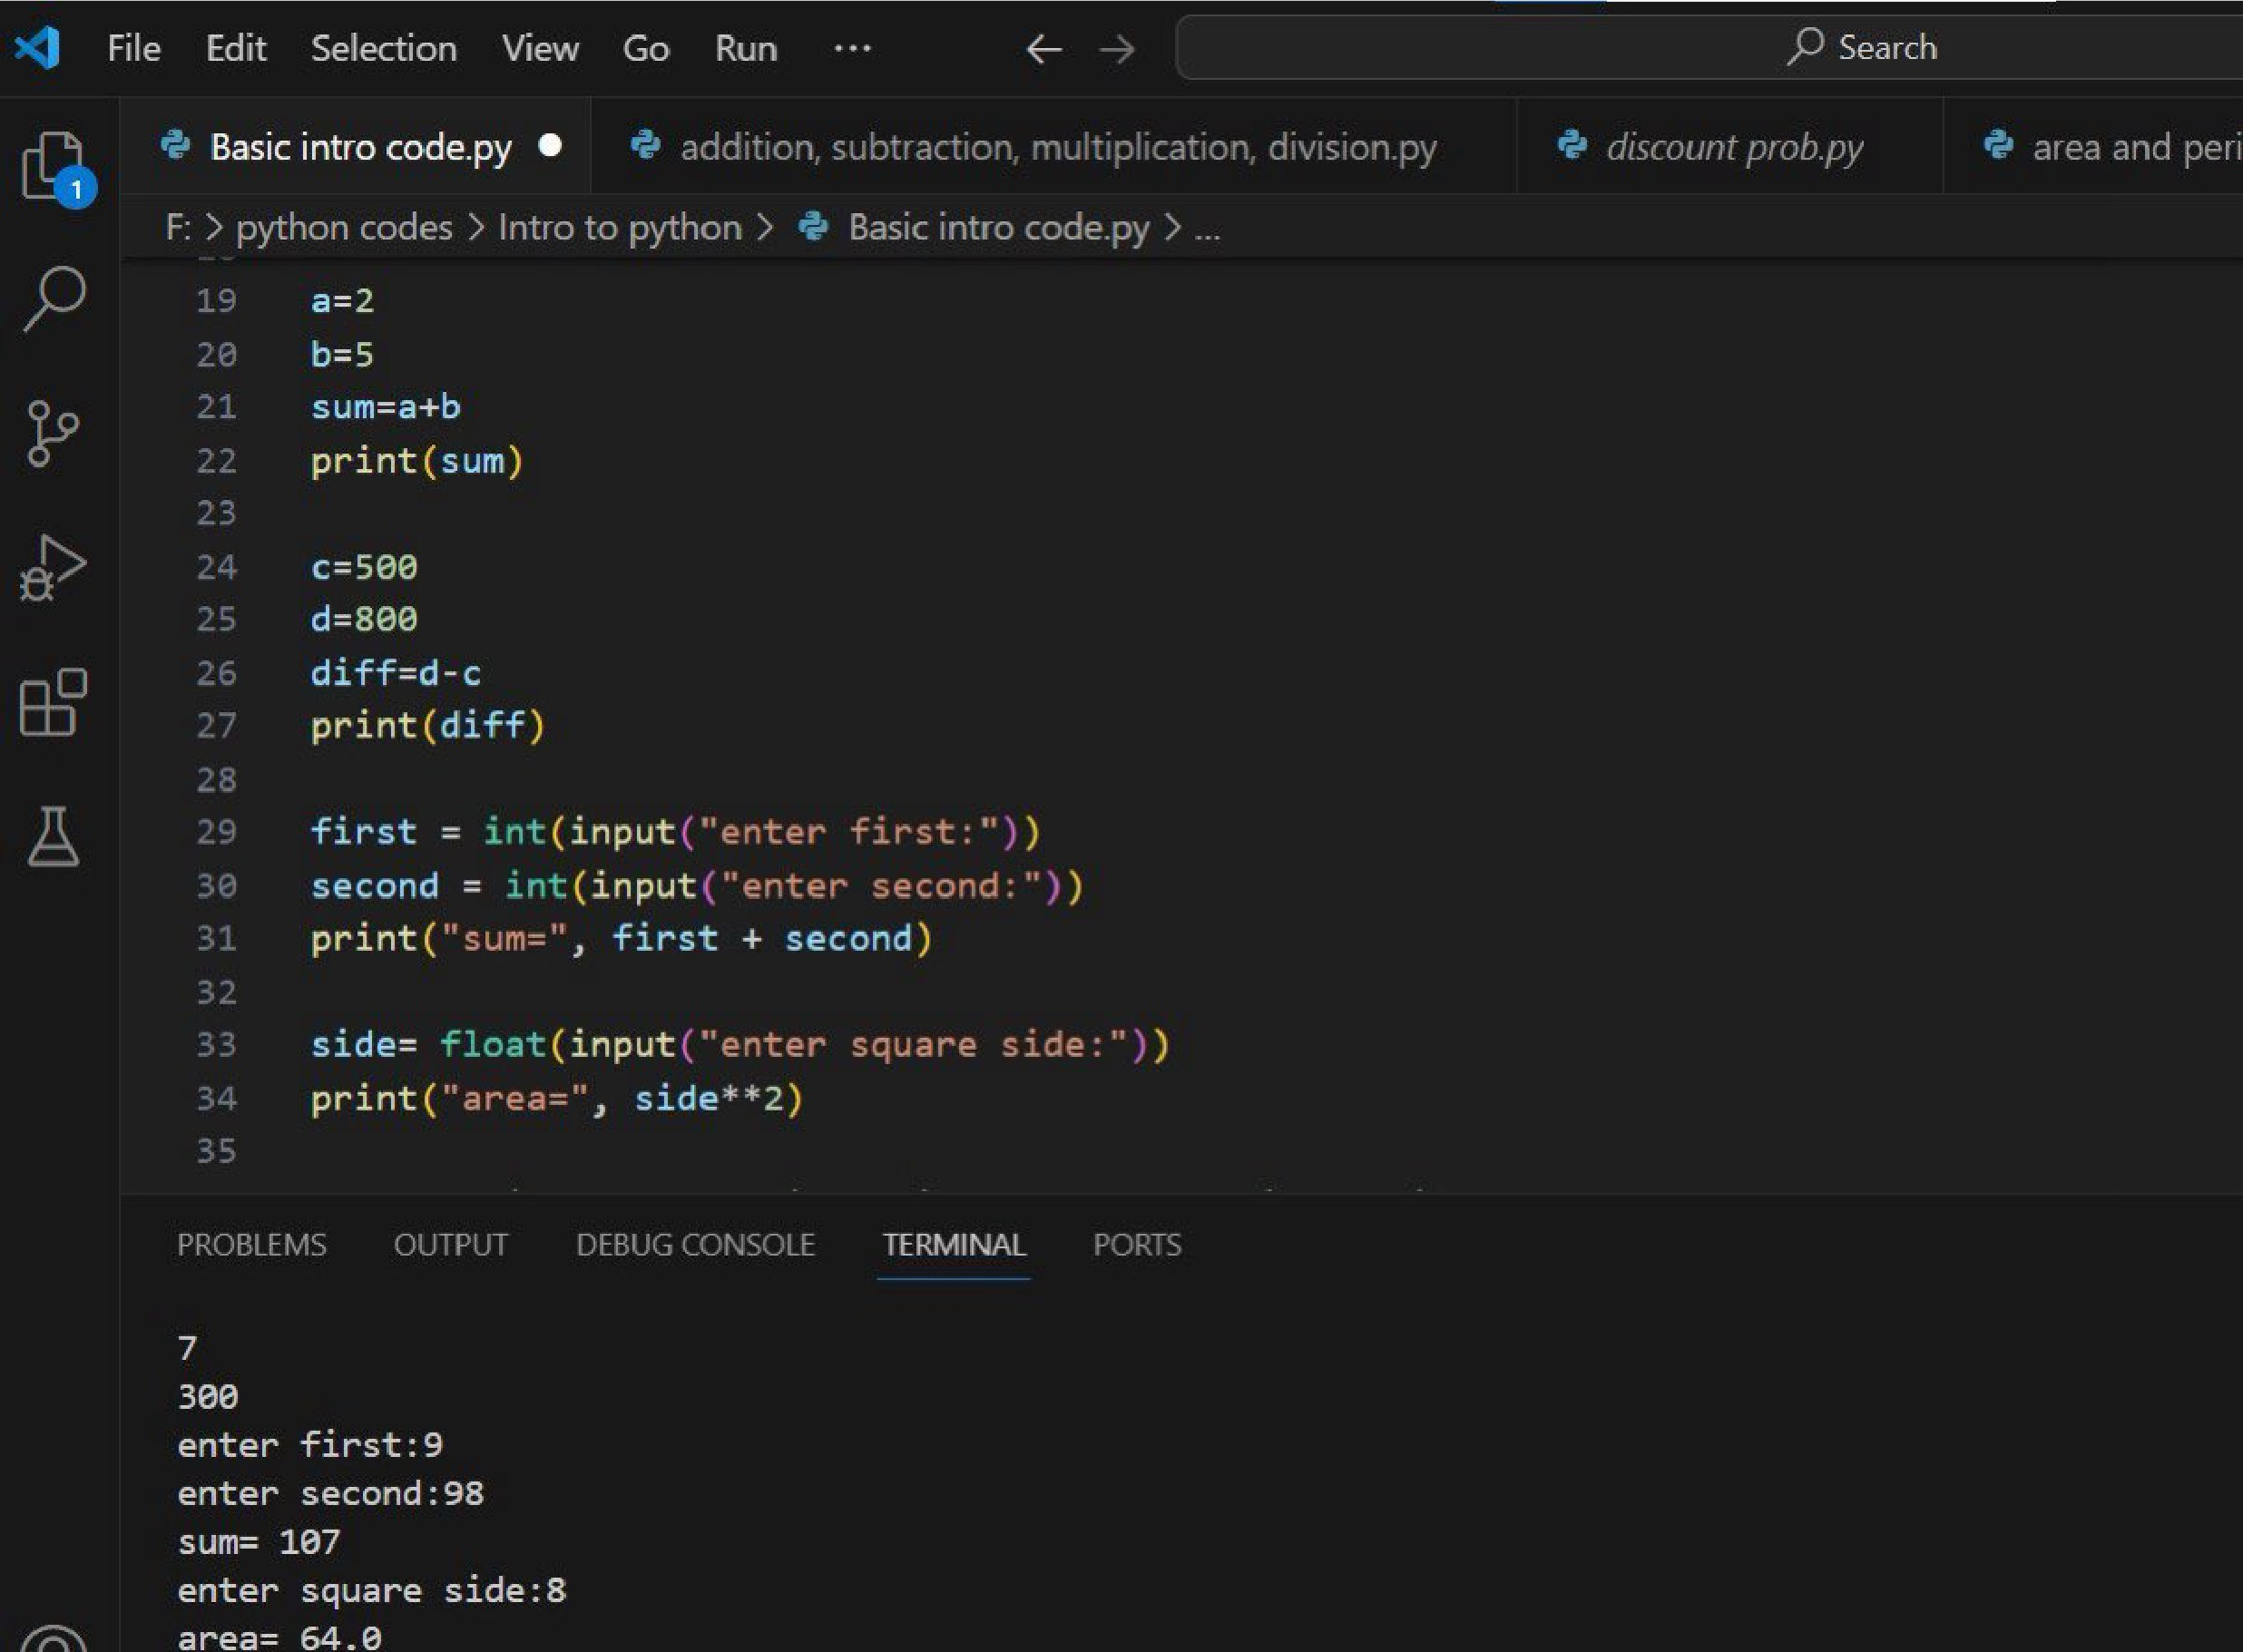 File Edit Selection View Go Run ··· Search
1
Basic intro code.py addition, subtraction, multiplication, division.py discount prob.py area and peri
F: > python codes > Intro to python > Basic intro code.py > ...
19 a=2
20 b=5
21 sum=a+b
22 print(sum)
23
24 c=500
25 d=800
26 diff=d-c
27 print(diff)
28
29 first = int(input("enter first:"))
30 second = int(input("enter second:"))
31 print("sum=", first + second)
32
33 side= float(input("enter square side:"))
34 print("area=", side**2)
35
PROBLEMS OUTPUT DEBUG CONSOLE TERMINAL PORTS
7
300
enter first:9
enter second:98
sum= 107
enter square side:8
area= 64.0